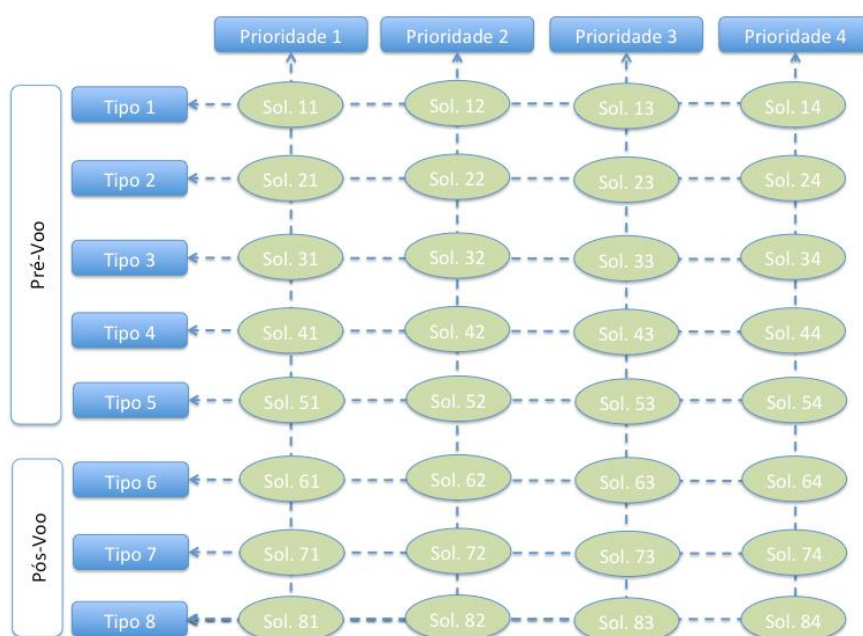 Prioridade 1 Prioridade 2 Prioridade 3 Prioridade 4
Pré-Voo
Tipo 1 Sol. 11 Sol. 12 Sol. 13 Sol. 14
Tipo 2 Sol. 21 Sol. 22 Sol. 23 Sol. 24
Tipo 3 Sol. 31 Sol. 32 Sol. 33 Sol. 34
Tipo 4 Sol. 41 Sol. 42 Sol. 43 Sol. 44
Tipo 5 Sol. 51 Sol. 52 Sol. 53 Sol. 54
Pós-Voo
Tipo 6 Sol. 61 Sol. 62 Sol. 63 Sol. 64
Tipo 7 Sol. 71 Sol. 72 Sol. 73 Sol. 74
Tipo 8 Sol. 81 Sol. 82 Sol. 83 Sol. 84